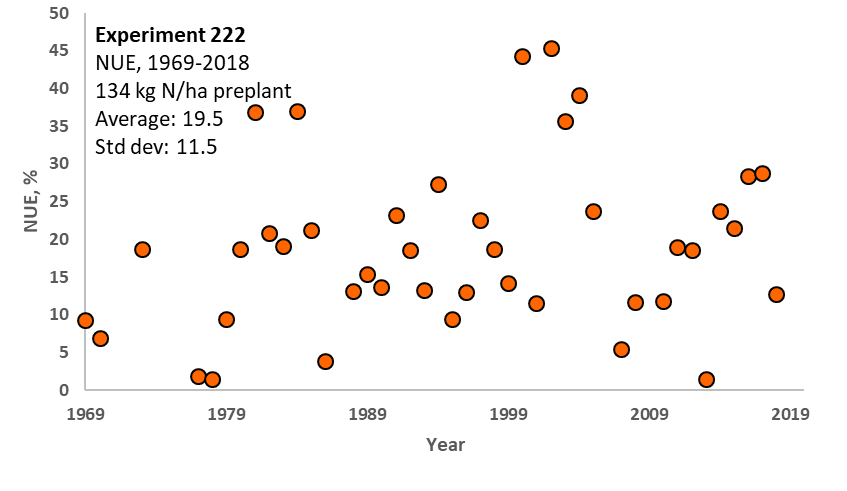 50
45
40
35
30
25
20
15
10
5
0
NUE, %
Experiment 222
NUE, 1969-2018
134 kg N/ha preplant
Average: 19.5
Std dev: 11.5
1969 1979 1989 1999 2009 2019
Year